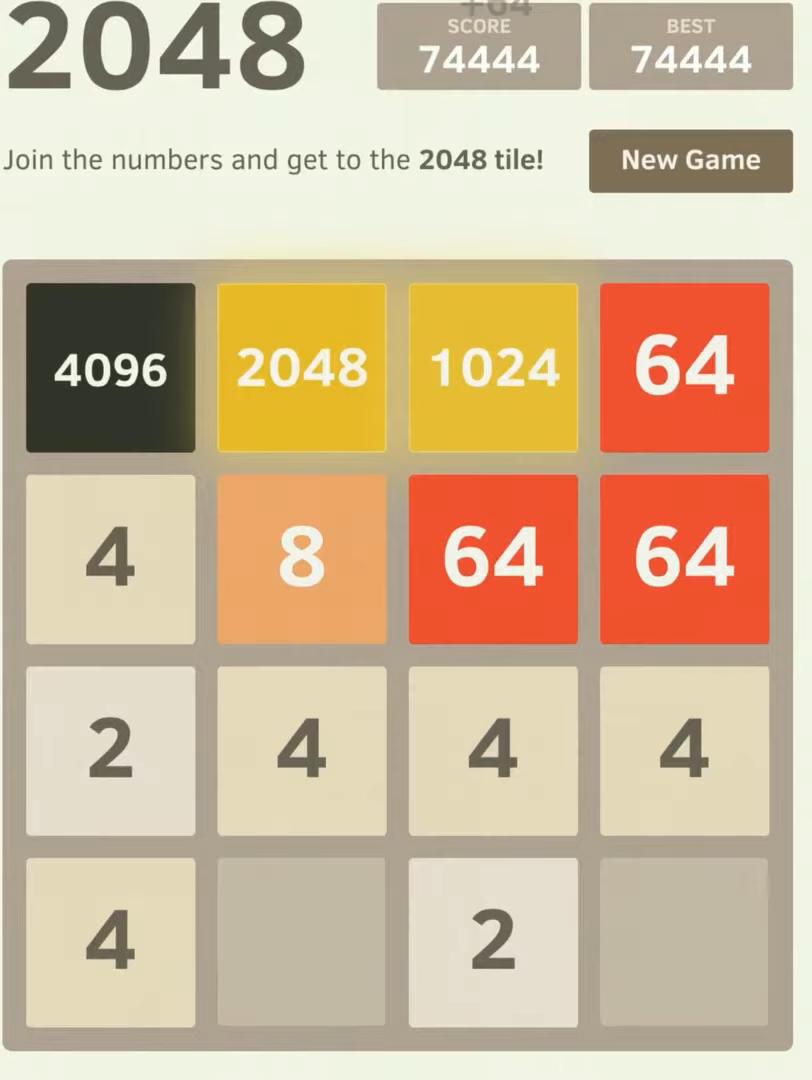 +64
2048
SCORE
BEST
74444
74444
Join the numbers and get to the 2048 tile!
New Game
4096 2048 1024 64
4 8 64 64
2 4 4 4
4 2